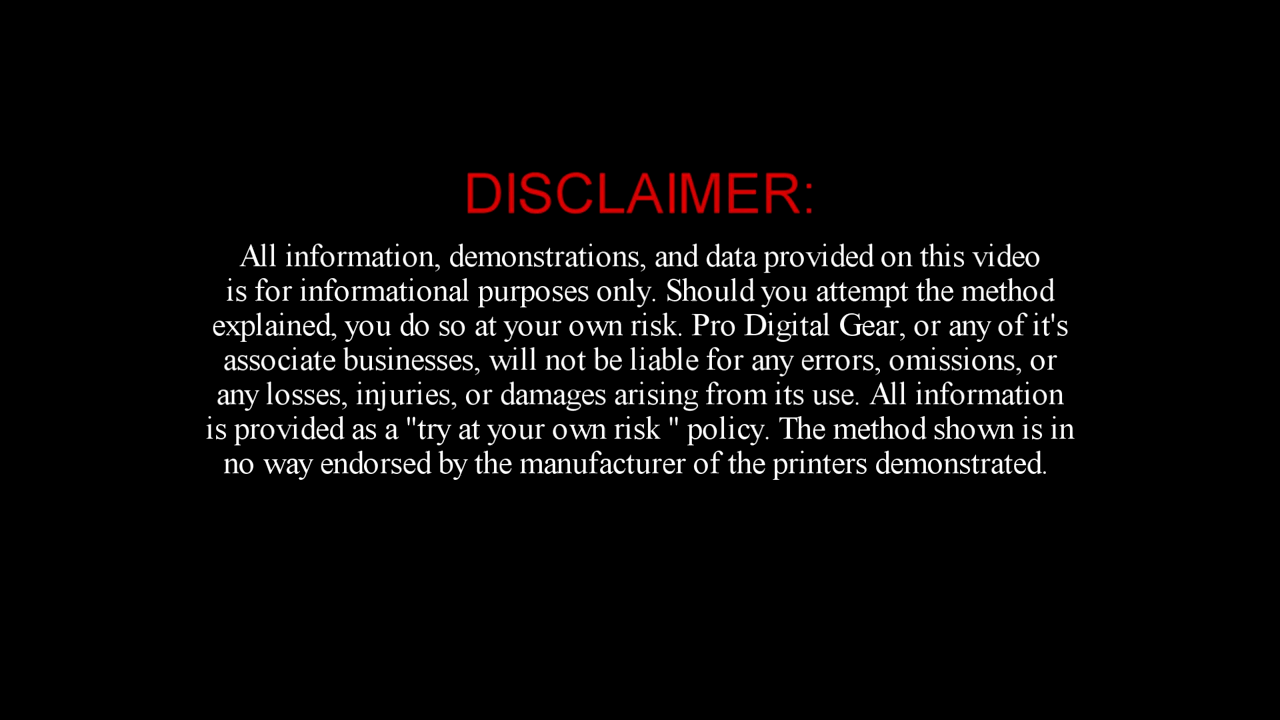 DISCLAIMER:
All information, demonstrations, and data provided on this video
is for informational purposes only. Should you attempt the method
explained, you do so at your own risk. Pro Digital Gear, or any of it's
associate businesses, will not be liable for any errors, omissions, or
any losses, injuries, or damages arising from its use. All information
is provided as a "try at your own risk " policy. The method shown is in
no way endorsed by the manufacturer of the printers demonstrated.